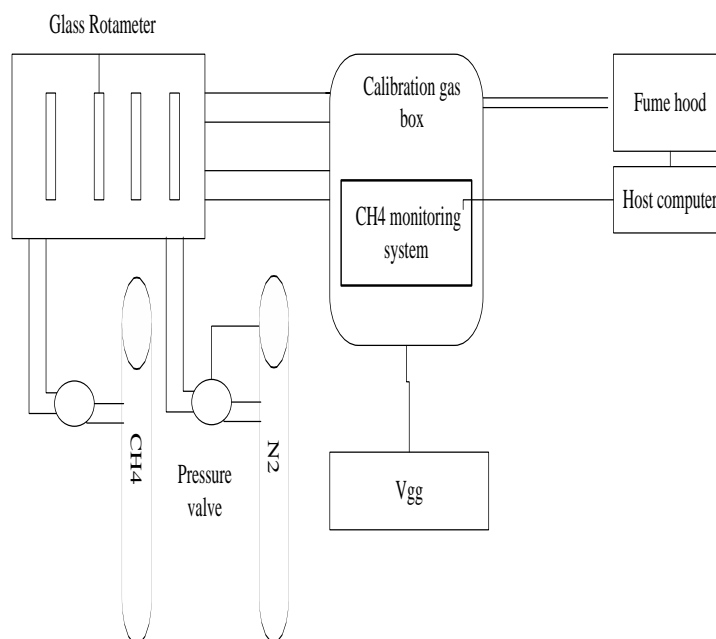 Glass Rotameter
Calibration gas
box
Fume hood
CH4 monitoring
system
Host computer
CH4
Pressure
valve
N2
Vgg